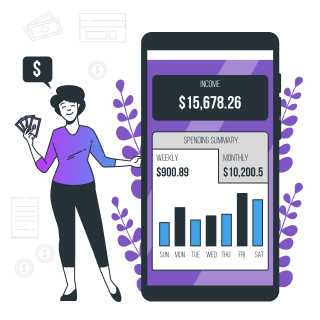 $
INCOME
$15,678.26
SPENDING SUMMARY
WEEKLY
$900.89
MONTHLY
$10,200.5
SUN MON TUE WED THU FRI SAT
$
$
$